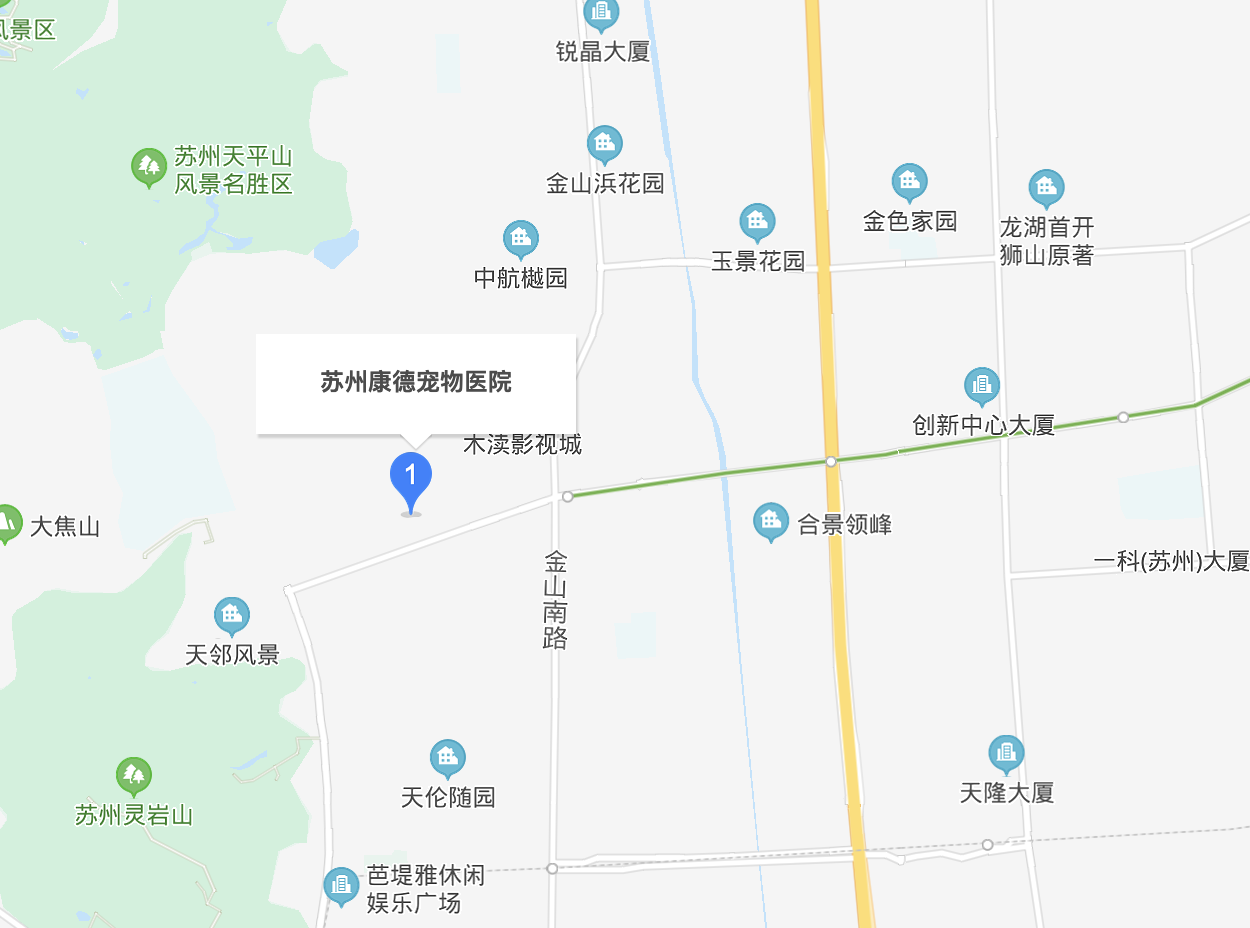 风景区
锐晶大厦
苏州天平山
风景名胜区
金山浜花园
金色家园
中航樾园
玉景花园
龙湖首开
狮山原著
苏州康德宠物医院
木渎影视城
1
创新中心大厦
大焦山
合景领峰
一科(苏州)大厦
金山南路
天邻风景
天伦随园
天隆大厦
苏州灵岩山
芭堤雅休闲
娱乐广场